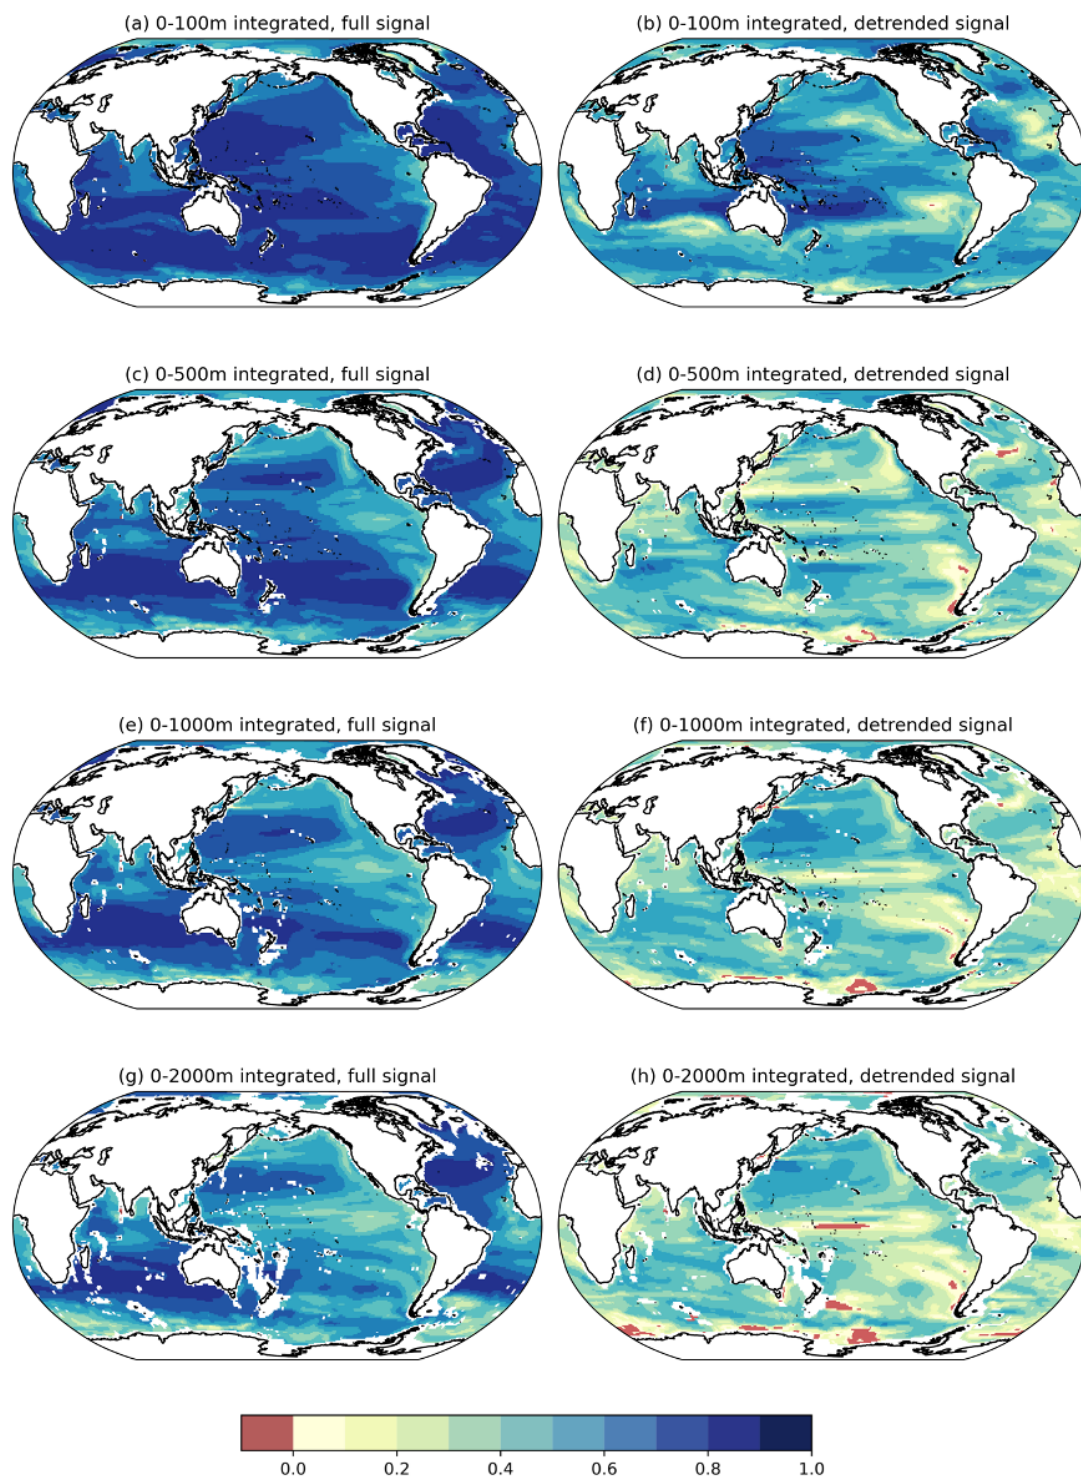 (a) 0-100m integrated, full signal
(b) 0-100m integrated, detrended signal
(c) 0-500m integrated, full signal
(d) 0-500m integrated, detrended signal
(e) 0-1000m integrated, full signal
(f) 0-1000m integrated, detrended signal
(g) 0-2000m integrated, full signal
(h) 0-2000m integrated, detrended signal
0.0 0.2 0.4 0.6 0.8 1.0